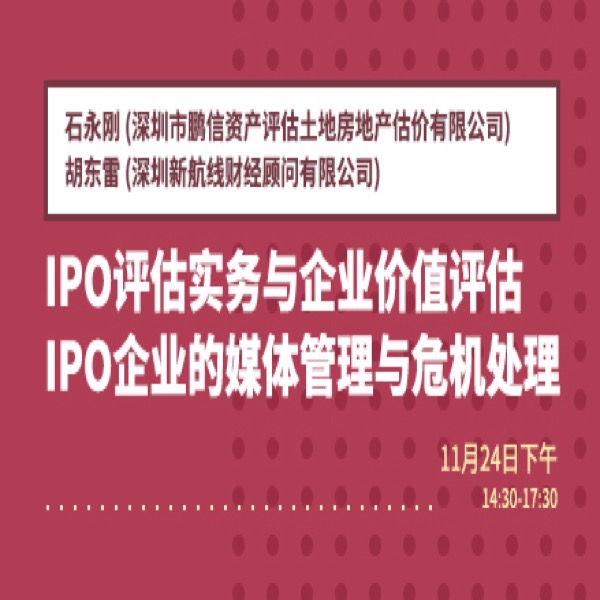 石永刚 (深圳市鹏信资产评估土地房地产估价有限公司)
胡东雷 (深圳新航线财经顾问有限公司)
IPO评估实务与企业价值评估
IPO企业的媒体管理与危机处理
11月24日下午
14:30-17:30